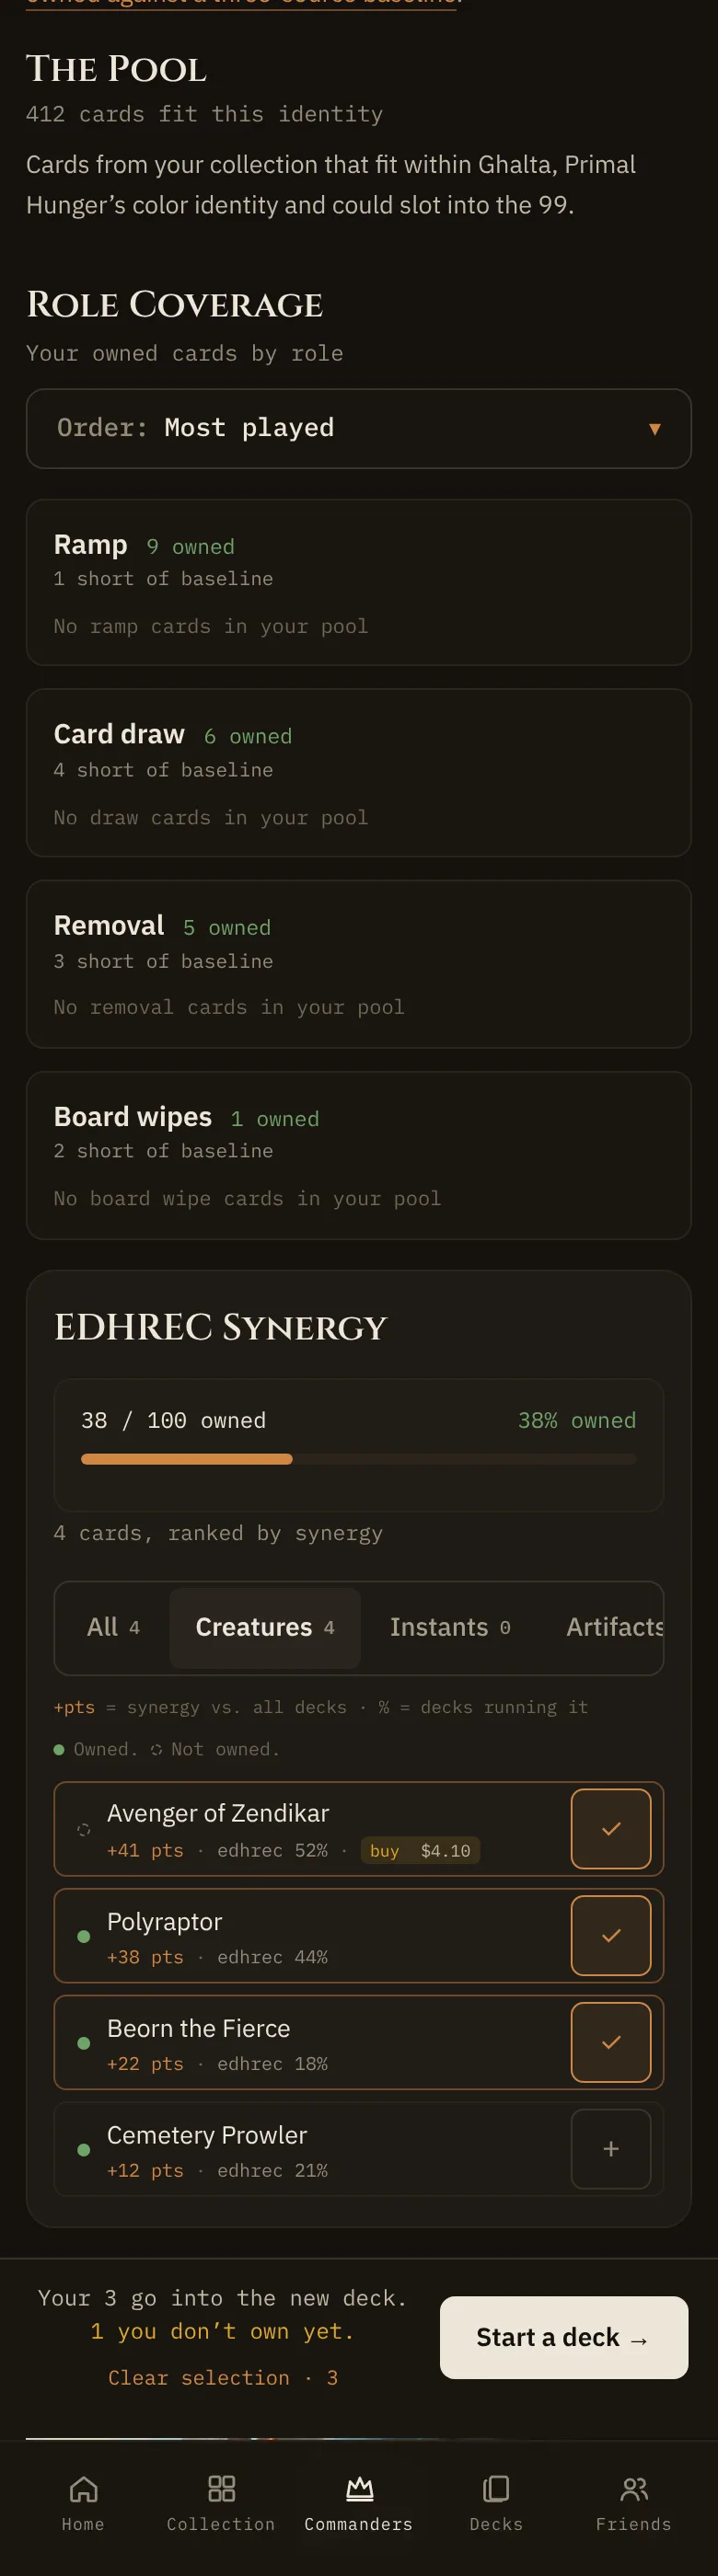 owned against a three-source baseline.
The Pool
412 cards fit this identity
Cards from your collection that fit within Ghalta, Primal
Hunger’s color identity and could slot into the 99.
Role Coverage
Your owned cards by role
Order: Most played ▼
Ramp 9 owned
1 short of baseline
No ramp cards in your pool
Card draw 6 owned
4 short of baseline
No draw cards in your pool
Removal 5 owned
3 short of baseline
No removal cards in your pool
Board wipes 1 owned
2 short of baseline
No board wipe cards in your pool
EDHREC Synergy
38 / 100 owned 38% owned
4 cards, ranked by synergy
All 4 Creatures 4 Instants 0 Artifacts
+pts = synergy vs. all decks · % = decks running it
Owned. Not owned.
Avenger of Zendikar
+41 pts · edhrec 52% · buy $4.10
Polyraptor
+38 pts · edhrec 44%
Beorn the Fierce
+22 pts · edhrec 18%
Cemetery Prowler
+12 pts · edhrec 21%
+
Your 3 go into the new deck.
1 you don’t own yet.
Clear selection · 3
Start a deck →
Home Collection Commanders Decks Friends